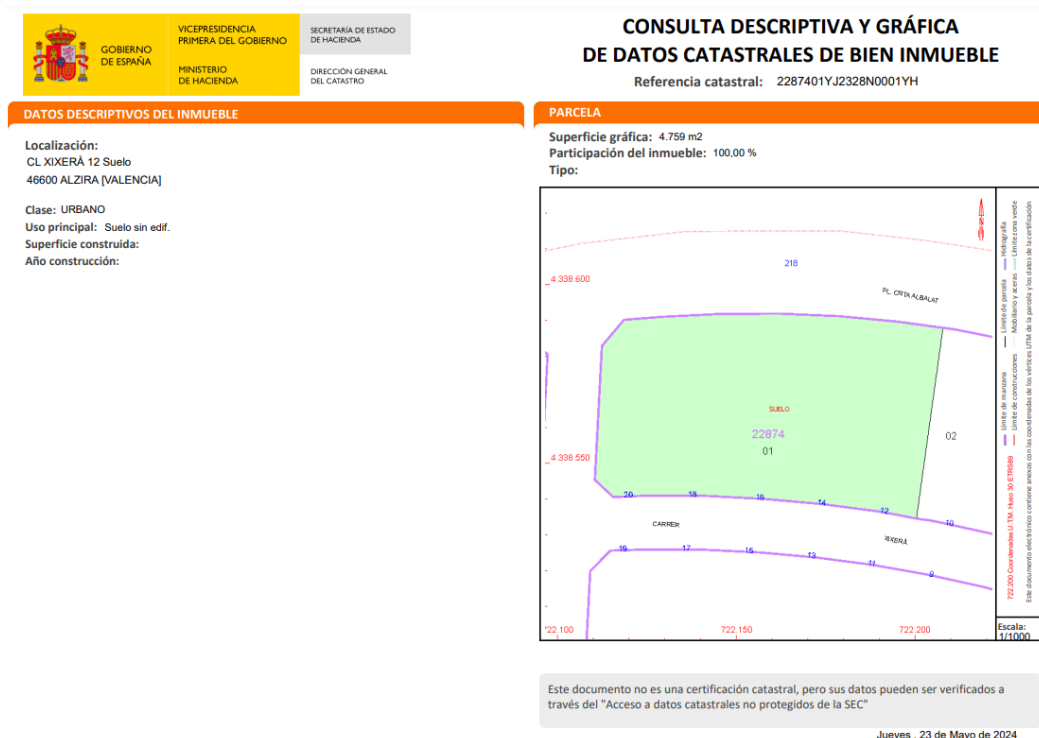 GOBIERNO
DE ESPAÑA
VICEPRESIDENCIA
PRIMERA DEL GOBIERNO
MINISTERIO
DE HACIENDA
SECRETARÍA DE ESTADO
DE HACIENDA
DIRECCIÓN GENERAL
DEL CATASTRO
CONSULTA DESCRIPTIVA Y GRÁFICA
DE DATOS CATASTRALES DE BIEN INMUEBLE
Referencia catastral: 2287401YJ2328N0001YH
DATOS DESCRIPTIVOS DEL INMUEBLE
Localización:
CL XIXERÀ 12 Suelo
46600 ALZIRA [VALENCIA]
Clase: URBANO
Uso principal: Suelo sin edif.
Superficie construida:
Año construcción:
PARCELA
Superficie gráfica: 4.759 m2
Participación del inmueble: 100,00 %
Tipo:
218
4.338.600
PL. CRTA ALBALAT
SUELO
22874
01
02
4.338.550
20 18 16 14 12 10
CARRER XIXERÀ
19 17 15 13 11 9
722.100 722.150 722.200
722.200 Coordenadas U.T.M. Huso 30 ETRS89
Límite de manzana
Límite de parcela
Hidrografía
Límite de construcciones
Mobiliario y aceras
Límite zona verde
Este documento electrónico contiene anexos con las coordenadas de los vértices UTM de la parcela y los datos de la certificación
Escala:
1/1000
Este documento no es una certificación catastral, pero sus datos pueden ser verificados a
través del "Acceso a datos catastrales no protegidos de la SEC"
Jueves , 23 de Mayo de 2024